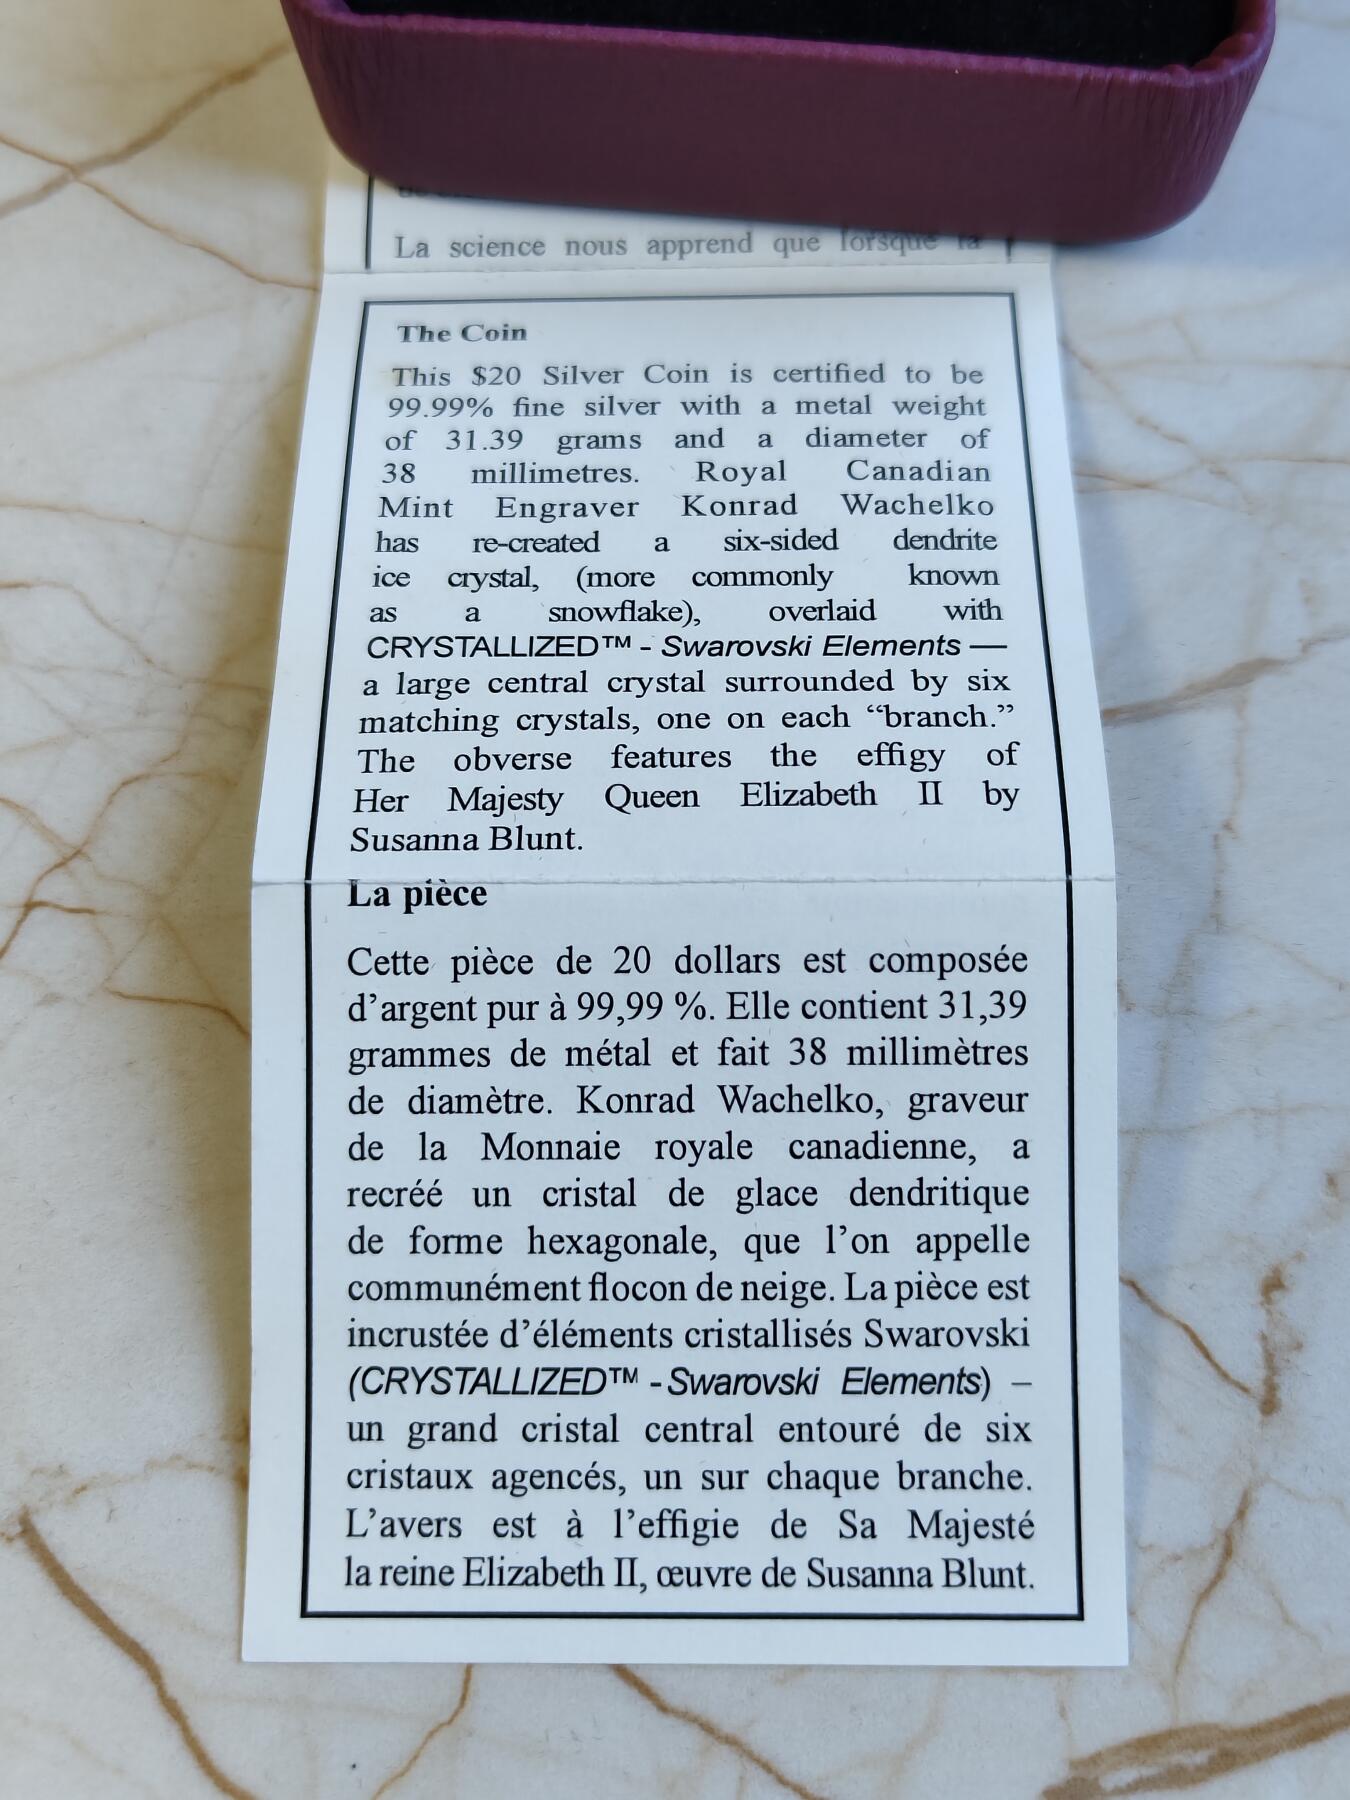 La science nous apprend que lorsque la
The Coin
This $20 Silver Coin is certified to be
99.99% fine silver with a metal weight
of 31.39 grams and a diameter of
38 millimetres. Royal Canadian
Mint Engraver Konrad Wachelko
has re-created a six-sided dendrite
ice crystal, (more commonly known
as a snowflake), overlaid with
CRYSTALLIZED™ - Swarovski Elements —
a large central crystal surrounded by six
matching crystals, one on each “branch.”
The obverse features the effigy of
Her Majesty Queen Elizabeth II by
Susanna Blunt.
La pièce
Cette pièce de 20 dollars est composée
d’argent pur à 99,99 %. Elle contient 31,39
grammes de métal et fait 38 millimètres
de diamètre. Konrad Wachelko, graveur
de la Monnaie royale canadienne, a
recréé un cristal de glace dendritique
de forme hexagonale, que l’on appelle
communément flocon de neige. La pièce est
incrustée d’éléments cristallisés Swarovski
(CRYSTALLIZED™ - Swarovski Elements) –
un grand cristal central entouré de six
cristaux agencés, un sur chaque branche.
L’avers est à l’effigie de Sa Majesté
la reine Elizabeth II, œuvre de Susanna Blunt.